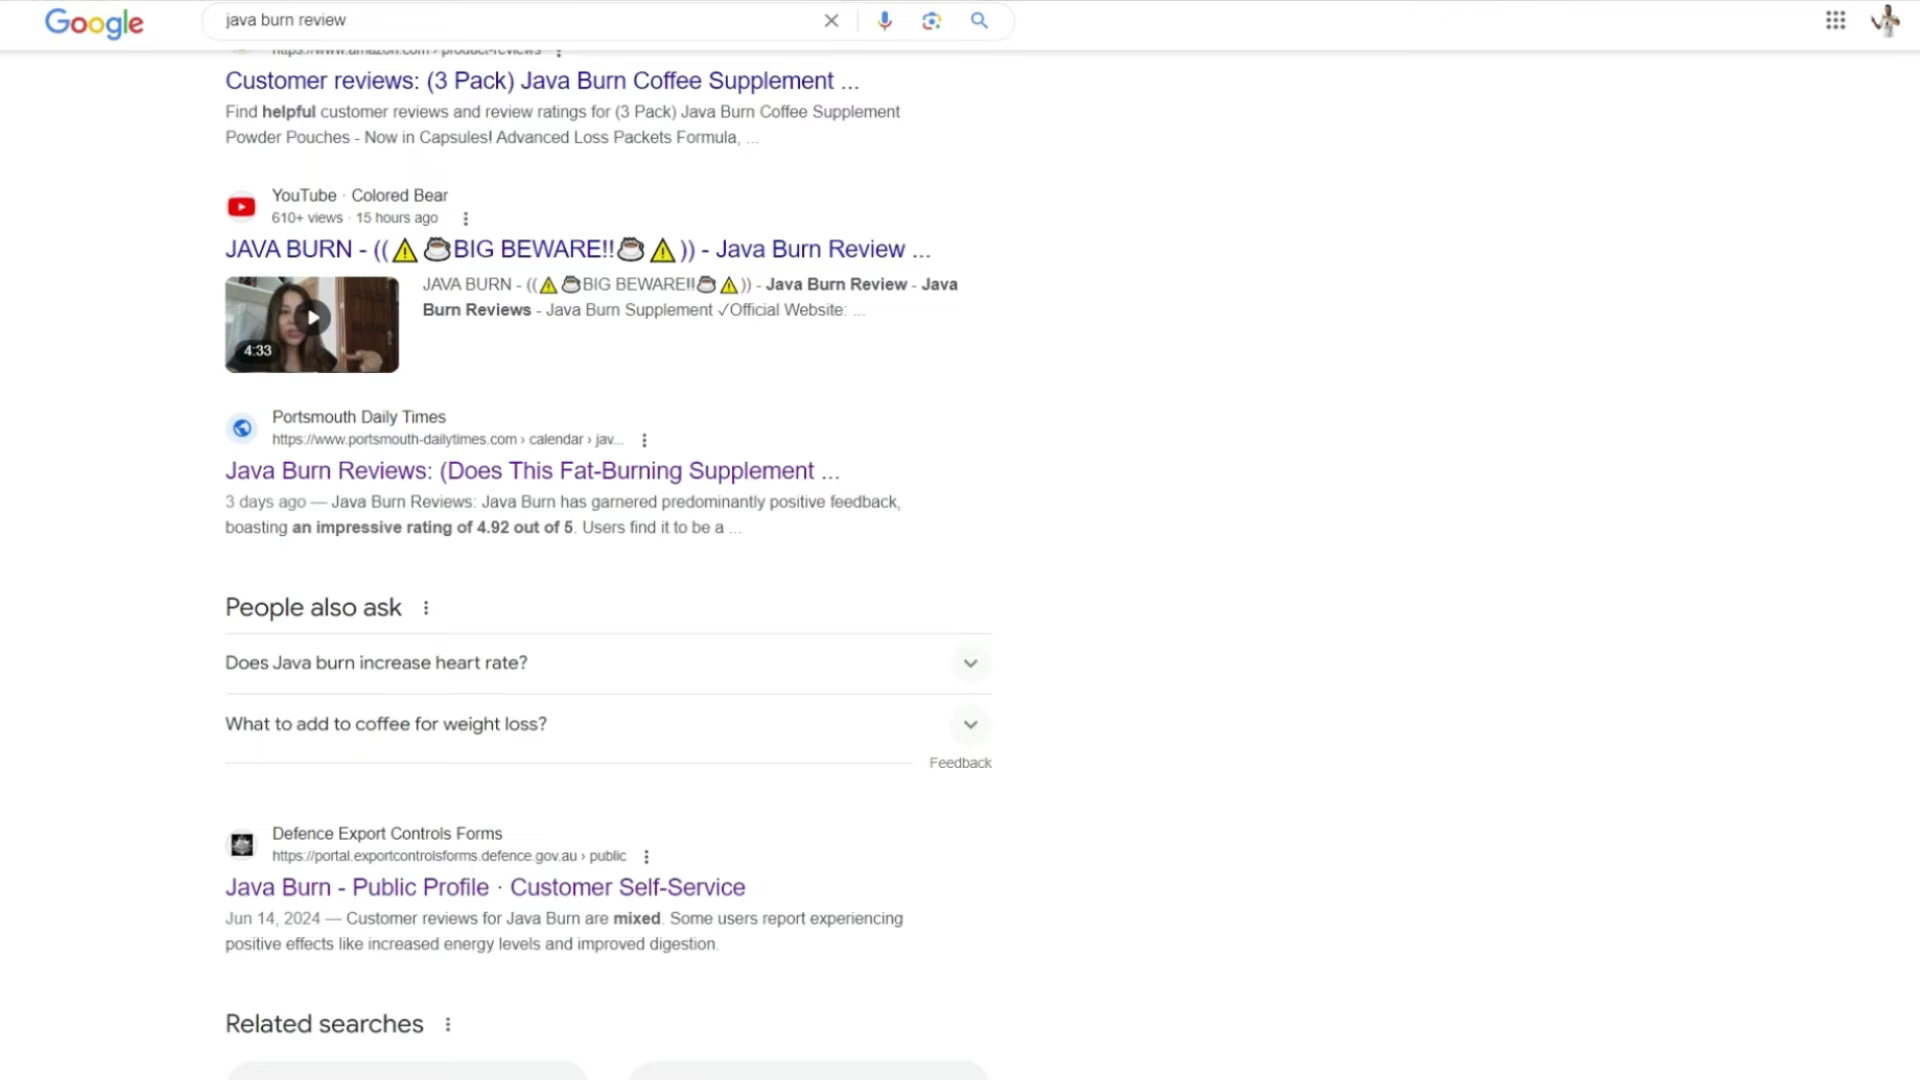 Google
java burn review
https://www.amazon.com › product-reviews
Customer reviews: (3 Pack) Java Burn Coffee Supplement ...
Find helpful customer reviews and review ratings for (3 Pack) Java Burn Coffee Supplement
Powder Pouches - Now in Capsules! Advanced Loss Packets Formula, ...
YouTube · Colored Bear
610+ views · 15 hours ago
JAVA BURN - ((⚠️☕BIG BEWARE!!☕⚠️)) - Java Burn Review ...
4:33
JAVA BURN - ((⚠️☕BIG BEWARE!!☕⚠️)) - Java Burn Review - Java
Burn Reviews - Java Burn Supplement ✓Official Website: ...
Portsmouth Daily Times
https://www.portsmouth-dailytimes.com › calendar › jav...
Java Burn Reviews: (Does This Fat-Burning Supplement ...
3 days ago — Java Burn Reviews: Java Burn has garnered predominantly positive feedback,
boasting an impressive rating of 4.92 out of 5. Users find it to be a ...
People also ask
Does Java burn increase heart rate?
What to add to coffee for weight loss?
Feedback
Defence Export Controls Forms
https://portal.exportcontrolsforms.defence.gov.au › public
Java Burn - Public Profile · Customer Self-Service
Jun 14, 2024 — Customer reviews for Java Burn are mixed. Some users report experiencing
positive effects like increased energy levels and improved digestion.
Related searches